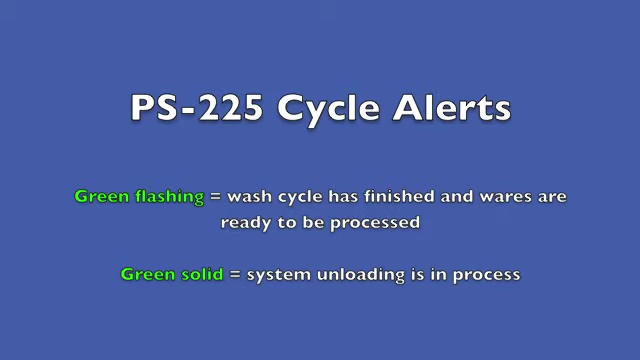 PS-225 Cycle Alerts
Green flashing = wash cycle has finished and wares are
ready to be processed
Green solid = system unloading is in process